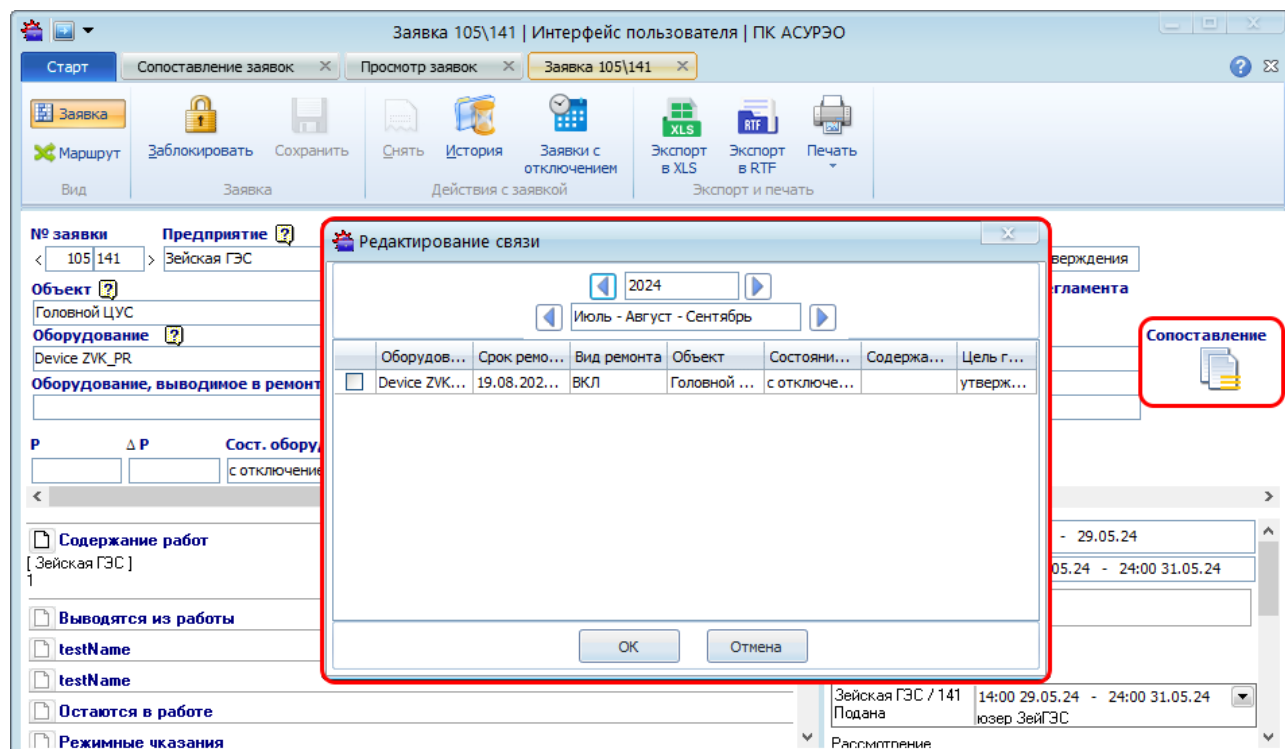 Заявка 105\141 | Интерфейс пользователя | ПК АСУРЭО
Старт Сопоставление заявок Просмотр заявок Заявка 105\141
Заявка
Маршрут
Заблокировать Сохранить
Снять История Заявки с отключением
XLS RTF
Экспорт в XLS Экспорт в RTF Печать
Вид Заявка Действия с заявкой Экспорт и печать
№ заявки Предприятие
< 105 141 > Зейская ГЭС
верждения
Объект
егламента
Головной ЦУС
Оборудование
Device ZVK_PR
Оборудование, выводимое в ремонт
Сопоставление
P Δ P Сост. обору
с отключение
Редактирование связи
2024
Июль - Август - Сентябрь
Оборудов... Срок ремо... Вид ремонта Объект Состояни... Содержа... Цель г...
Device ZVK... 19.08.202... ВКЛ Головной ... с отключе... утверж...
ОК Отмена
Содержание работ
[ Зейская ГЭС ]
1
Выводятся из работы
testName
testName
Остаются в работе
Режимные указания
- 29.05.24
05.24 - 24:00 31.05.24
Зейская ГЭС / 141 14:00 29.05.24 - 24:00 31.05.24
Подана юзер ЗейГЭС
Рассмотрение